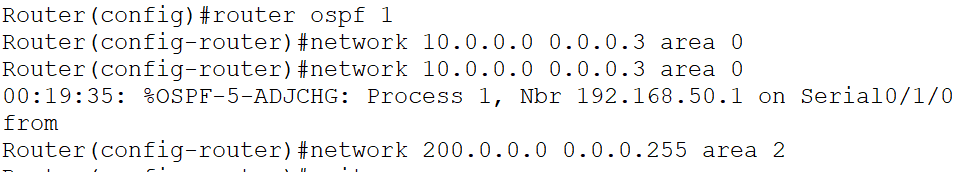 Router(config)#router ospf 1
Router(config-router)#network 10.0.0.0 0.0.0.3 area 0
Router(config-router)#network 10.0.0.0 0.0.0.3 area 0
00:19:35: %OSPF-5-ADJCHG: Process 1, Nbr 192.168.50.1 on Serial0/1/0
from
Router(config-router)#network 200.0.0.0 0.0.0.255 area 2